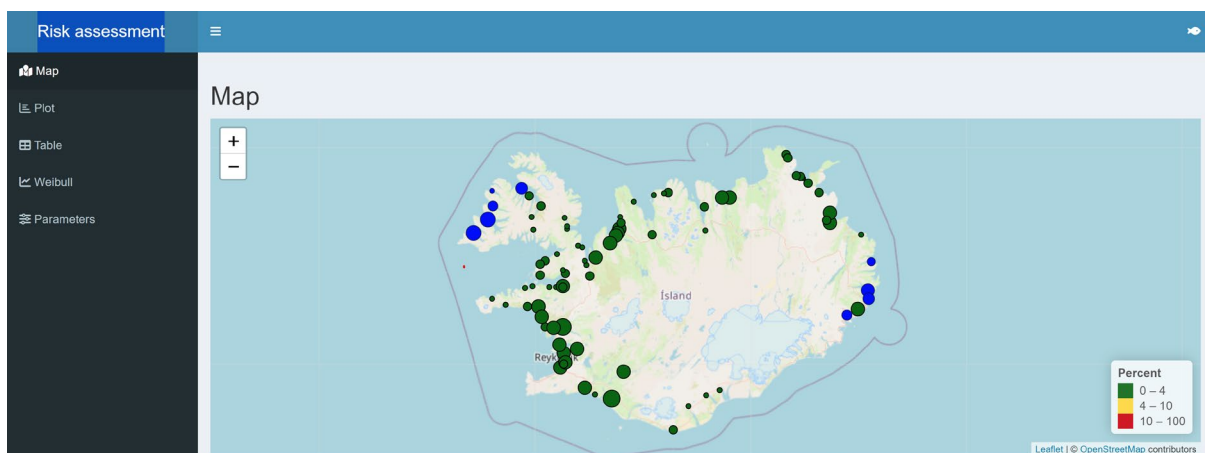 Risk assessment
Map
Plot
Table
Weibull
Parameters
Map
+
−
Ísland
Percent
0 – 4
4 – 10
10 – 100
Leaflet | © OpenStreetMap contributors